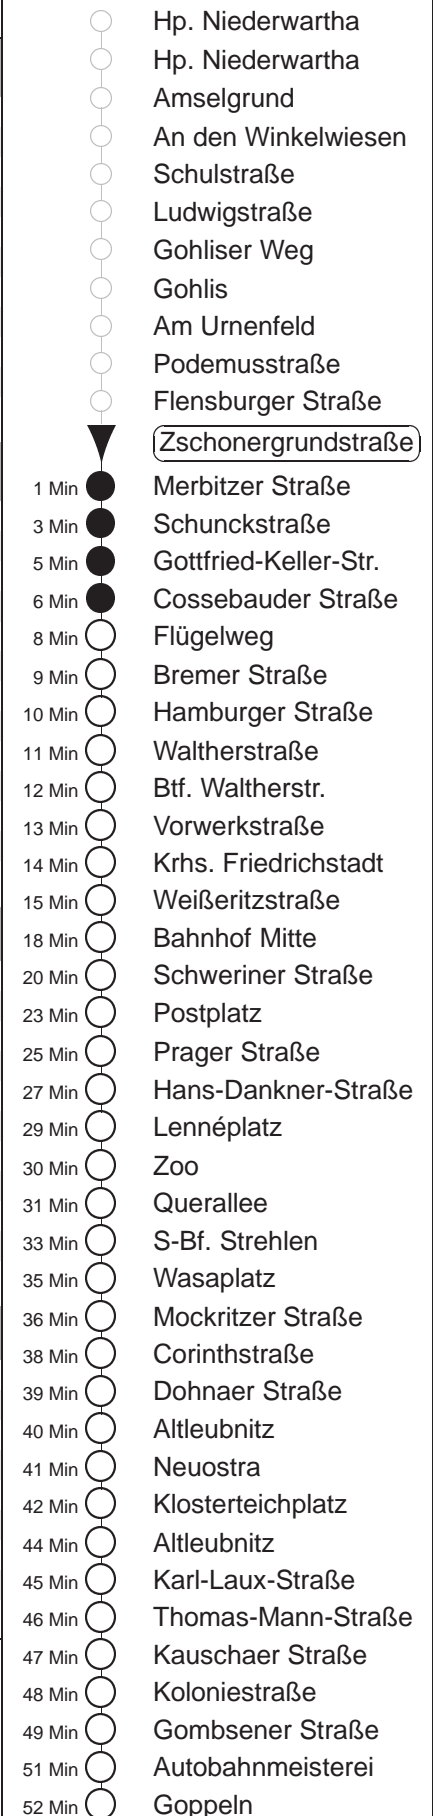 Hp. Niederwartha
Hp. Niederwartha
Amselgrund
An den Winkelwiesen
Schulstraße
Ludwigstraße
Gohliser Weg
Gohlis
Am Urnenfeld
Podemusstraße
Flensburger Straße
Zschonergrundstraße
1 Min Merbitzer Straße
3 Min Schunckstraße
5 Min Gottfried-Keller-Str.
6 Min Cossebauder Straße
8 Min Flügelweg
9 Min Bremer Straße
10 Min Hamburger Straße
11 Min Waltherstraße
12 Min Btf. Waltherstr.
13 Min Vorwerkstraße
14 Min Krhs. Friedrichstadt
15 Min Weißeritzstraße
18 Min Bahnhof Mitte
20 Min Schweriner Straße
23 Min Postplatz
25 Min Prager Straße
27 Min Hans-Dankner-Straße
29 Min Lennéplatz
30 Min Zoo
31 Min Querallee
33 Min S-Bf. Strehlen
35 Min Wasaplatz
36 Min Mockritzer Straße
38 Min Corinthstraße
39 Min Dohnaer Straße
40 Min Altleubnitz
41 Min Neuostra
42 Min Klosterteichplatz
44 Min Altleubnitz
45 Min Karl-Laux-Straße
46 Min Thomas-Mann-Straße
47 Min Kauschaer Straße
48 Min Koloniestraße
49 Min Gombsener Straße
51 Min Autobahnmeisterei
52 Min Goppeln